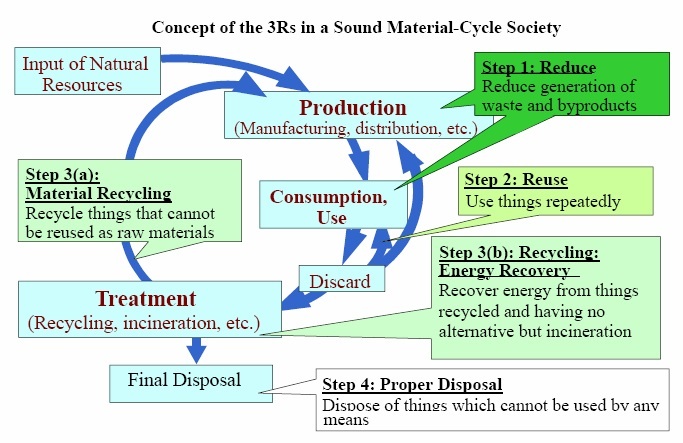 Concept of the 3Rs in a Sound Material-Cycle Society
Input of Natural
Resources
Step 1: Reduce
Reduce generation of
waste and byproducts
Production
(Manufacturing, distribution, etc.)
Step 3(a):
Material Recycling
Recycle things that cannot
be reused as raw materials
Consumption,
Use
Step 2: Reuse
Use things repeatedly
Step 3(b): Recycling:
Energy Recovery
Recover energy from things
recycled and having no
alternative but incineration
Discard
Treatment
(Recycling, incineration, etc.)
Final Disposal
Step 4: Proper Disposal
Dispose of things which cannot be used by any
means